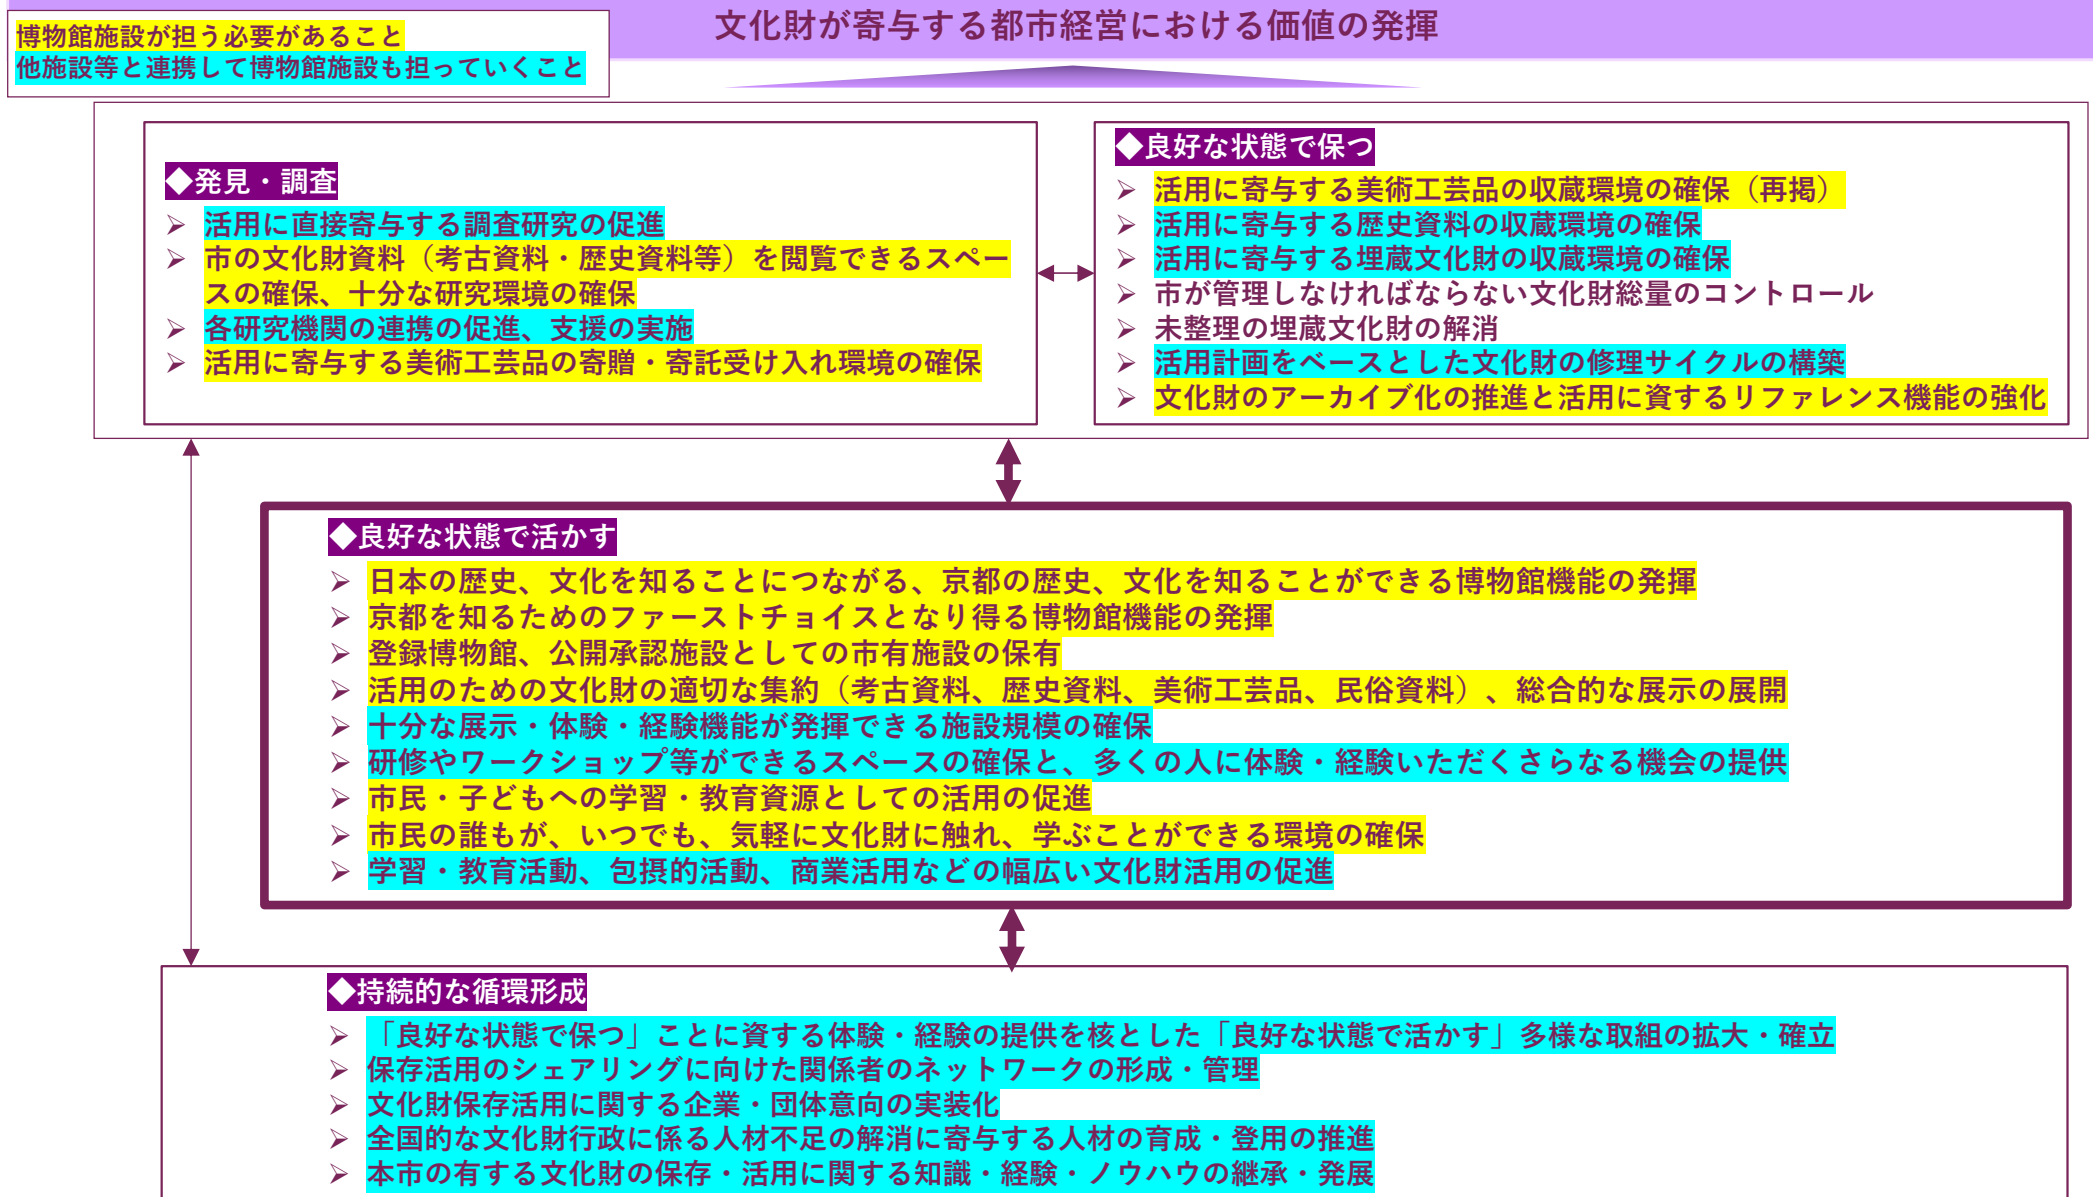 文化財が寄与する都市経営における価値の発揮
博物館施設が担う必要があること
他施設等と連携して博物館施設も担っていくこと
◆発見・調査
➢ 活用に直接寄与する調査研究の促進
➢ 市の文化財資料（考古資料・歴史資料等）を閲覧できるスペー
スの確保、十分な研究環境の確保
➢ 各研究機関の連携の促進、支援の実施
➢ 活用に寄与する美術工芸品の寄贈・寄託受け入れ環境の確保
◆良好な状態で保つ
➢ 活用に寄与する美術工芸品の収蔵環境の確保（再掲）
➢ 活用に寄与する歴史資料の収蔵環境の確保
➢ 活用に寄与する埋蔵文化財の収蔵環境の確保
➢ 市が管理しなければならない文化財総量のコントロール
➢ 未整理の埋蔵文化財の解消
➢ 活用計画をベースとした文化財の修理サイクルの構築
➢ 文化財のアーカイブ化の推進と活用に資するリファレンス機能の強化
◆良好な状態で活かす
➢ 日本の歴史、文化を知ることにつながる、京都の歴史、文化を知ることができる博物館機能の発揮
➢ 京都を知るためのファーストチョイスとなり得る博物館機能の発揮
➢ 登録博物館、公開承認施設としての市有施設の保有
➢ 活用のための文化財の適切な集約（考古資料、歴史資料、美術工芸品、民俗資料）、総合的な展示の展開
➢ 十分な展示・体験・経験機能が発揮できる施設規模の確保
➢ 研修やワークショップ等ができるスペースの確保と、多くの人に体験・経験いただくさらなる機会の提供
➢ 市民・子どもへの学習・教育資源としての活用の促進
➢ 市民の誰もが、いつでも、気軽に文化財に触れ、学ぶことができる環境の確保
➢ 学習・教育活動、包摂的活動、商業活用などの幅広い文化財活用の促進
◆持続的な循環形成
➢ 「良好な状態で保つ」ことに資する体験・経験の提供を核とした「良好な状態で活かす」多様な取組の拡大・確立
➢ 保存活用のシェアリングに向けた関係者のネットワークの形成・管理
➢ 文化財保存活用に関する企業・団体意向の実装化
➢ 全国的な文化財行政に係る人材不足の解消に寄与する人材の育成・登用の推進
➢ 本市の有する文化財の保存・活用に関する知識・経験・ノウハウの継承・発展